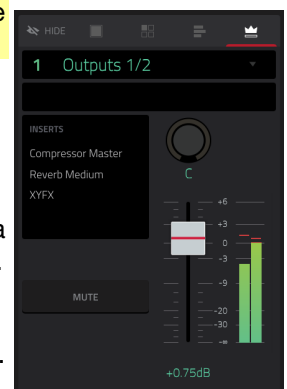 e
HIDE
1 Outputs 1/2
INSERTS
Compressor Master
Reverb Medium
XYFX
C
+6
+3
0
-3
-9
-20
-30
-∞
a
MUTE
+0.75dB